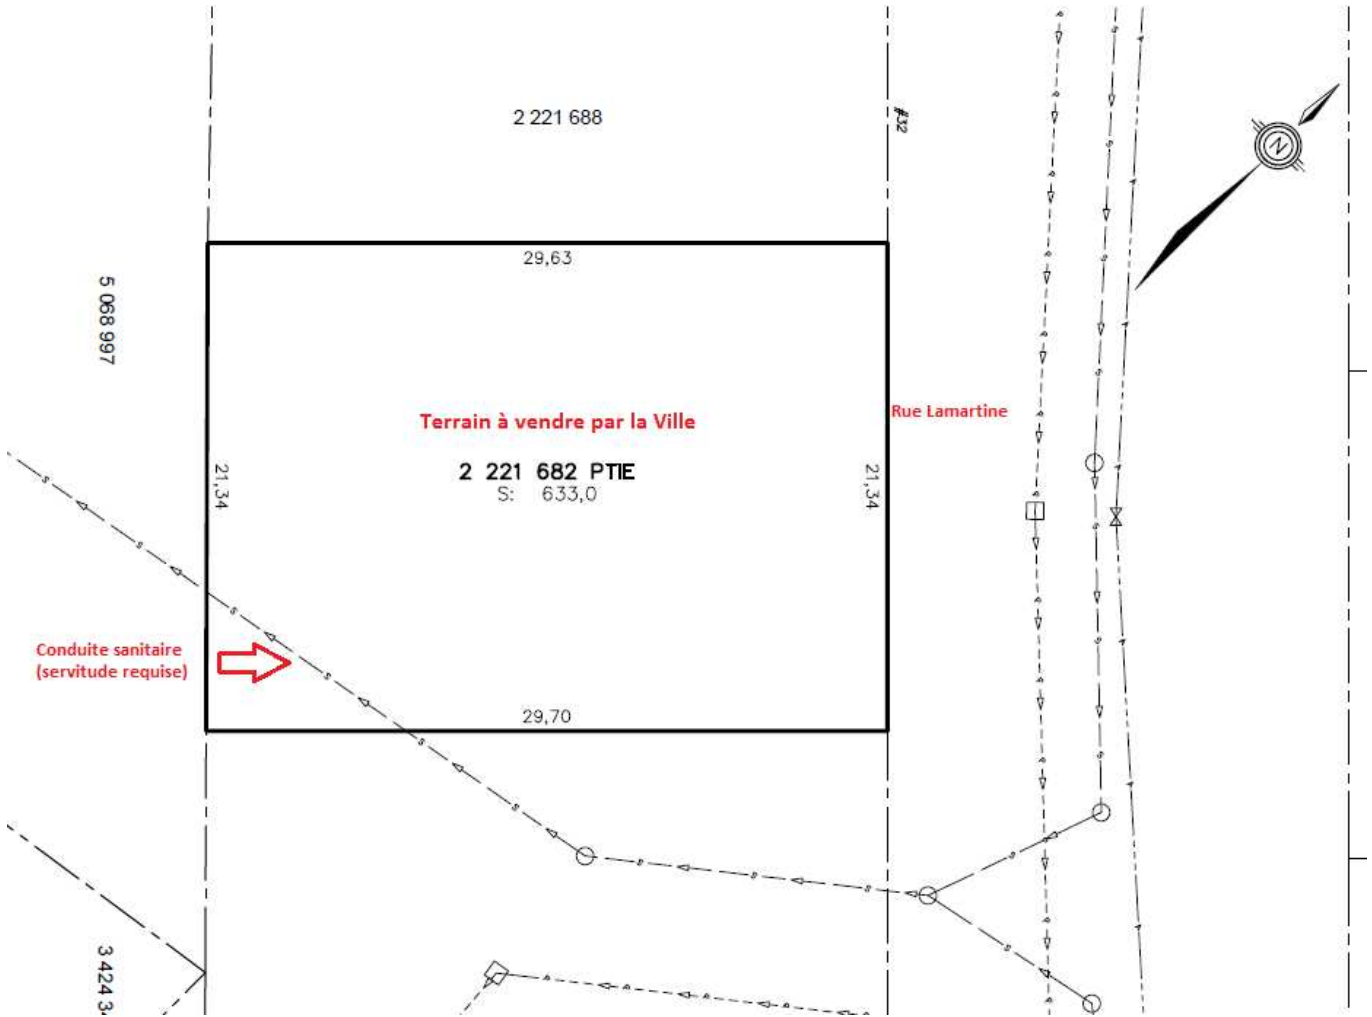 2 221 688
#32
N
29,63
5 068 997
Terrain à vendre par la Ville
Rue Lamartine
2 221 682 PTIE
S: 633,0
21,34
21,34
Conduite sanitaire
(servitude requise)
29,70
3 424 34